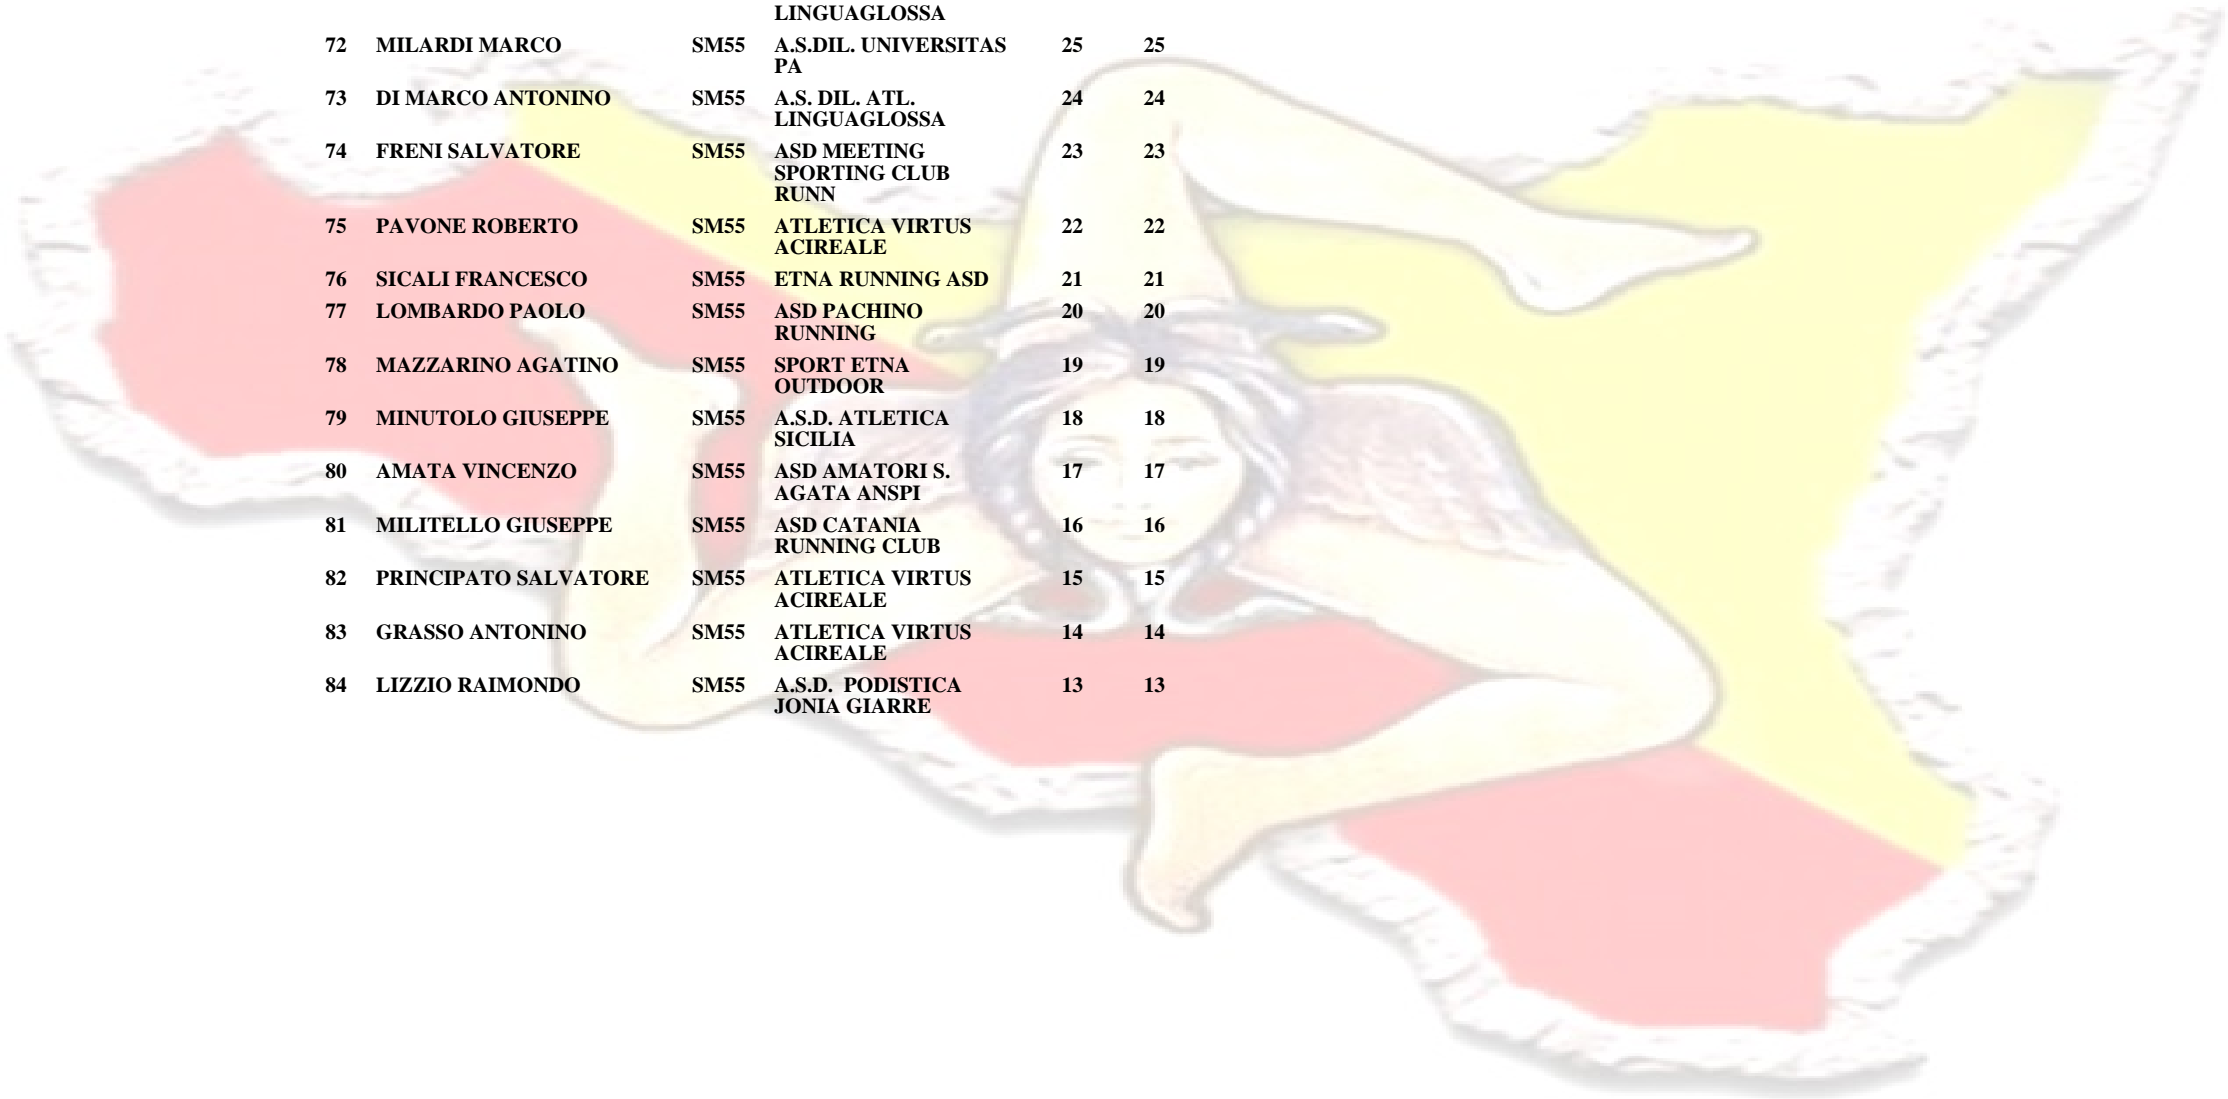 LINGUAGLOSSA
72 MILARDI MARCO SM55 A.S.DIL. UNIVERSITAS 25 25
PA
73 DI MARCO ANTONINO SM55 A.S. DIL. ATL. 24 24
LINGUAGLOSSA
74 FRENI SALVATORE SM55 ASD MEETING 23 23
SPORTING CLUB
RUNN
75 PAVONE ROBERTO SM55 ATLETICA VIRTUS 22 22
ACIREALE
76 SICALI FRANCESCO SM55 ETNA RUNNING ASD 21 21
77 LOMBARDO PAOLO SM55 ASD PACHINO 20 20
RUNNING
78 MAZZARINO AGATINO SM55 SPORT ETNA 19 19
OUTDOOR
79 MINUTOLO GIUSEPPE SM55 A.S.D. ATLETICA 18 18
SICILIA
80 AMATA VINCENZO SM55 ASD AMATORI S. 17 17
AGATA ANSPI
81 MILITELLO GIUSEPPE SM55 ASD CATANIA 16 16
RUNNING CLUB
82 PRINCIPATO SALVATORE SM55 ATLETICA VIRTUS 15 15
ACIREALE
83 GRASSO ANTONINO SM55 ATLETICA VIRTUS 14 14
ACIREALE
84 LIZZIO RAIMONDO SM55 A.S.D. PODISTICA 13 13
JONIA GIARRE